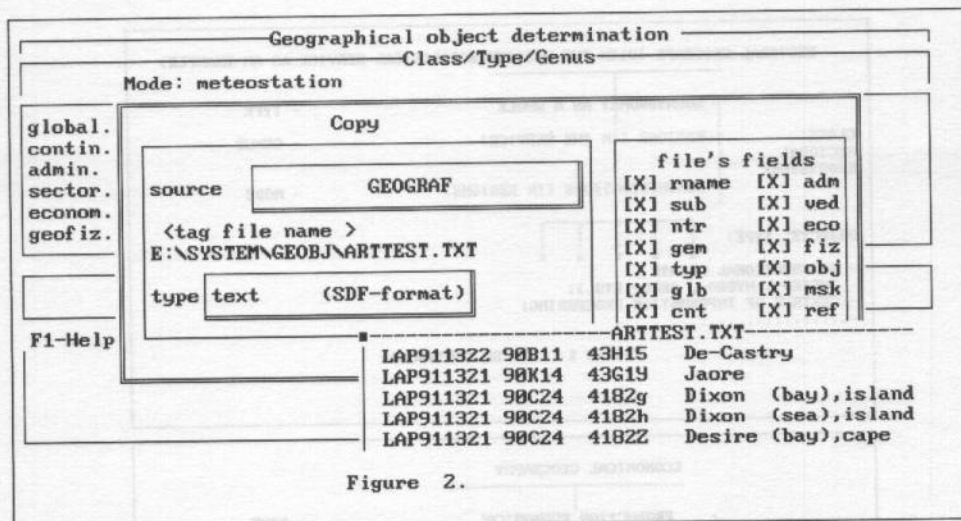 Geographical object determination
Class/Type/Genus
Mode: meteostation
global.
contin.
admin.
sector.
econom.
geofiz.
F1-Help
Copy
source GEOGRAF
<tag file name >
E:\SYSTEM\GEOBJ\ARTTEST.TXT
type text (SDF-format)
file's fields
[X] rname [X] adm
[X] sub [X] ved
[X] ntr [X] eco
[X] gem [X] fiz
[X] typ [X] obj
[X] glb [X] msk
[X] cnt [X] ref
ARTTEST.TXT
LAP911322 90B11 43H15 De-Castry
LAP911321 90K14 43G19 Jaore
LAP911321 90C24 4182g Dixon (bay),island
LAP911321 90C24 4182h Dixon (sea),island
LAP911321 90C24 4182Z Desire (bay),cape
Figure 2.